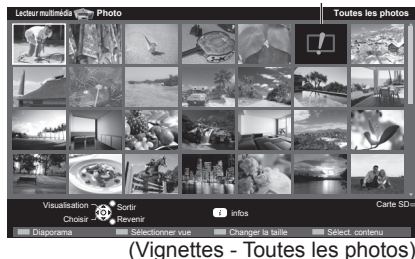 Lecteur multimédia Photo Toutes les photos
Visualisation Sortir Carte SD
Choisir Revenir
i infos
Diaporama Sélectionner vue Changer la taille Sélect. contenu
(Vignettes - Toutes les photos)